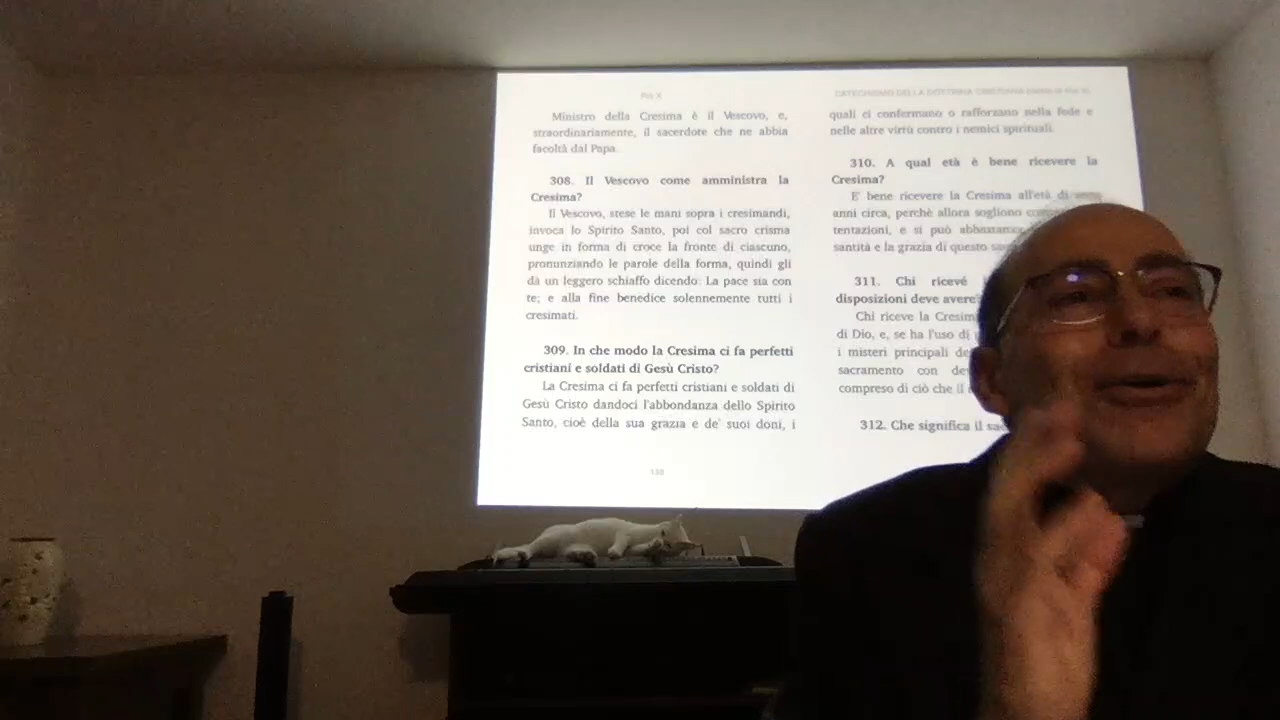 Pio X
Ministro della Cresima è il Vescovo, e,
straordinariamente, il sacerdote che ne abbia
facoltà dal Papa.
308. Il Vescovo come amministra la
Cresima?
Il Vescovo, stese le mani sopra i cresimandi,
invoca lo Spirito Santo, poi col sacro crisma
unge in forma di croce la fronte di ciascuno,
pronunziando le parole della forma, quindi gli
dà un leggero schiaffo dicendo: La pace sia con
te; e alla fine benedice solennemente tutti i
cresimati.
309. In che modo la Cresima ci fa perfetti
cristiani e soldati di Gesù Cristo?
La Cresima ci fa perfetti cristiani e soldati di
Gesù Cristo dandoci l'abbondanza dello Spirito
Santo, cioè della sua grazia e de' suoi doni, i
CATECHISMO DELLA DOTTRINA CRISTIANA
quali ci confermano o rafforzano nella fede e
nelle altre virtù contro i nemici spirituali.
310. A qual età è bene ricevere la
Cresima?
E' bene ricevere la Cresima all'età di
anni circa, perchè allora sogliono
tentazioni, e si può
santità e la grazia di questo
311. Chi ricevé
disposizioni deve avere?
Chi riceve la
di Dio, e, se ha l'uso di
i misteri principali
sacramento con
compreso di ciò che il
312. Che significa il